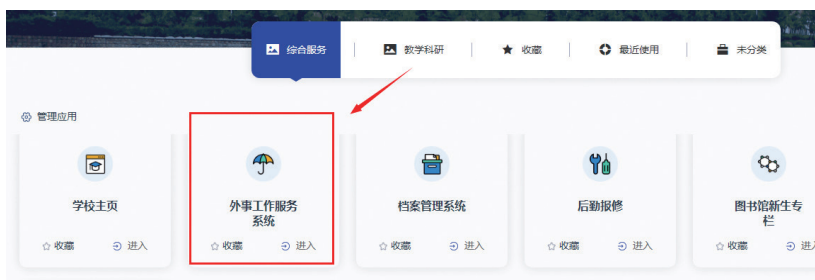 综合服务 教学科研 收藏 最近使用 未分类
管理应用
学校主页 外事工作服务系统 档案管理系统 后勤报修 图书馆新生专栏
收藏 进入 收藏 进入 收藏 进入 收藏 进入 收藏 进入